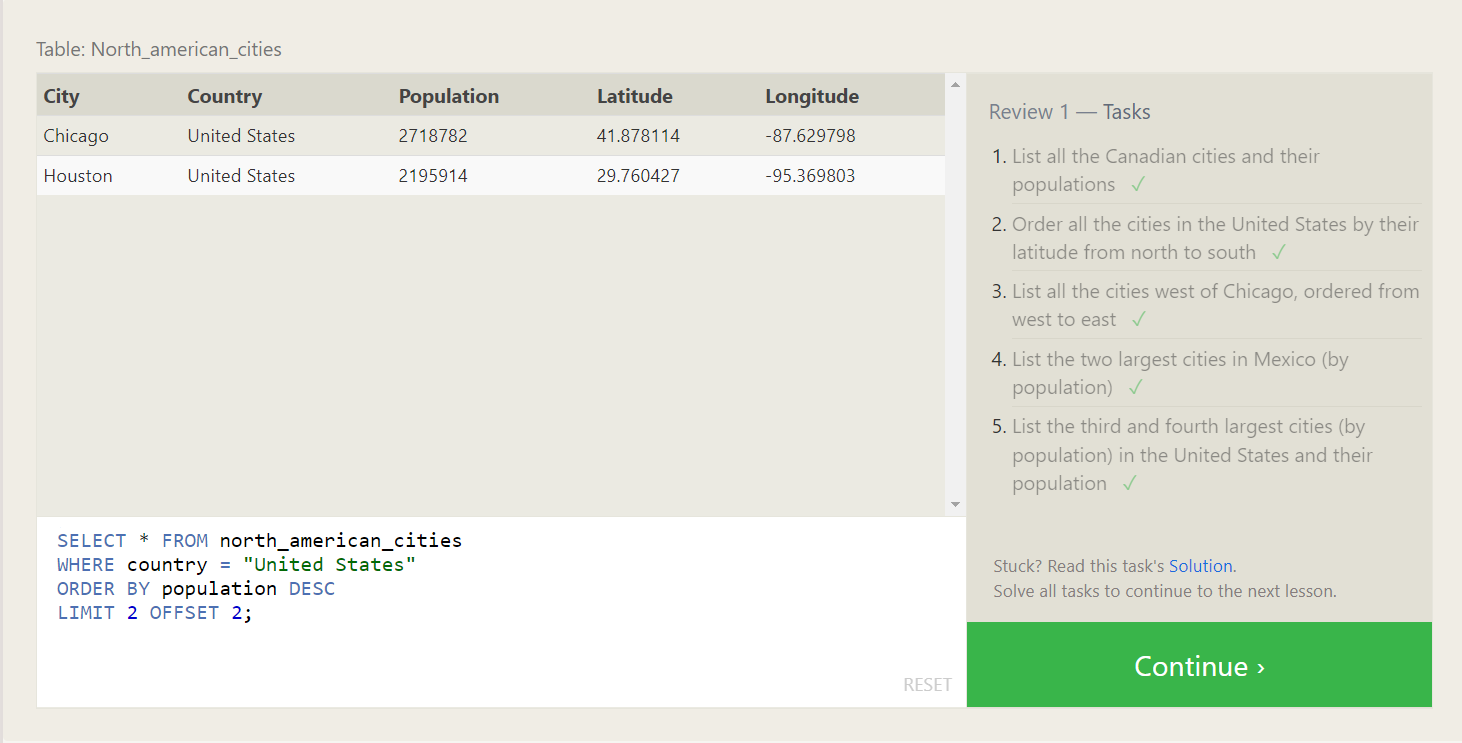 Table: North_american_cities
City Country Population Latitude Longitude
Chicago United States 2718782 41.878114 -87.629798
Houston United States 2195914 29.760427 -95.369803
SELECT * FROM north_american_cities
WHERE country = "United States"
ORDER BY population DESC
LIMIT 2 OFFSET 2;
RESET
Review 1 — Tasks
1. List all the Canadian cities and their
populations ✓
2. Order all the cities in the United States by their
latitude from north to south ✓
3. List all the cities west of Chicago, ordered from
west to east ✓
4. List the two largest cities in Mexico (by
population) ✓
5. List the third and fourth largest cities (by
population) in the United States and their
population ✓
Stuck? Read this task's Solution.
Solve all tasks to continue to the next lesson.
Continue ›